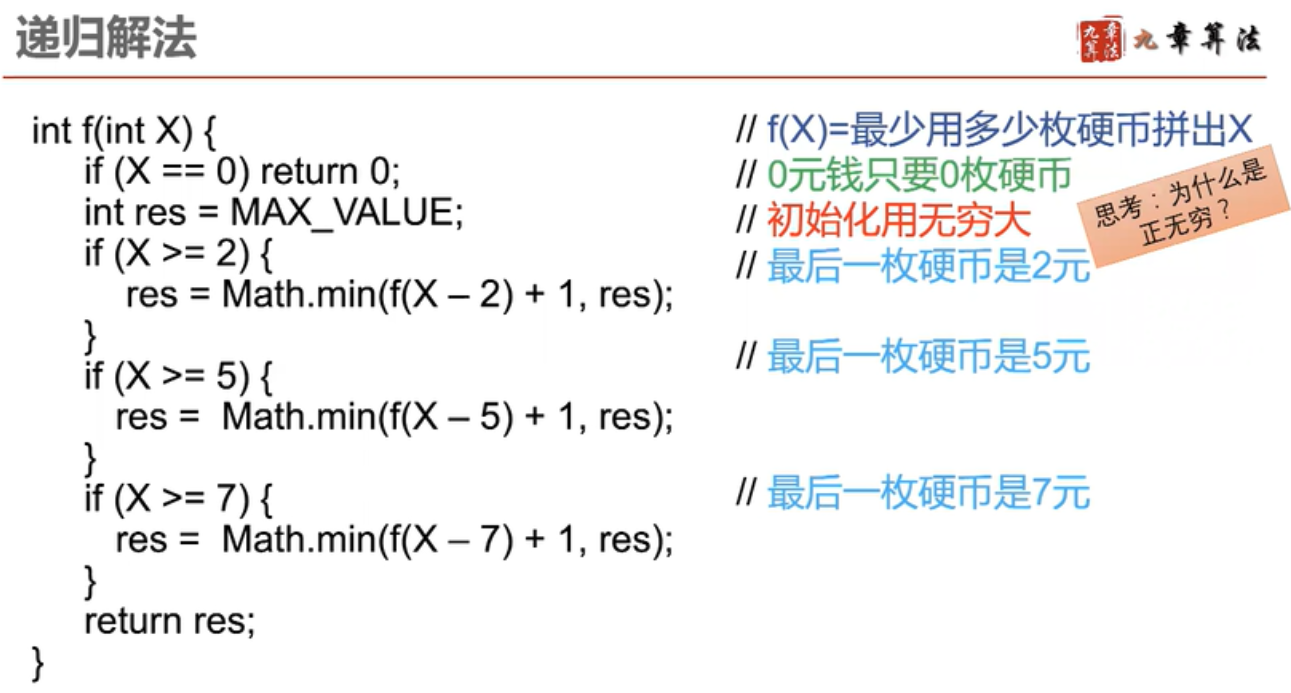 递归解法
九章算法
九章算法
int f(int X) { // f(X)=最少用多少枚硬币拼出X
if (X == 0) return 0; // 0元钱只要0枚硬币
int res = MAX_VALUE; // 初始化用无穷大
思考：为什么是
正无穷？
if (X >= 2) { // 最后一枚硬币是2元
res = Math.min(f(X – 2) + 1, res);
}
if (X >= 5) { // 最后一枚硬币是5元
res = Math.min(f(X – 5) + 1, res);
}
if (X >= 7) { // 最后一枚硬币是7元
res = Math.min(f(X – 7) + 1, res);
}
return res;
}